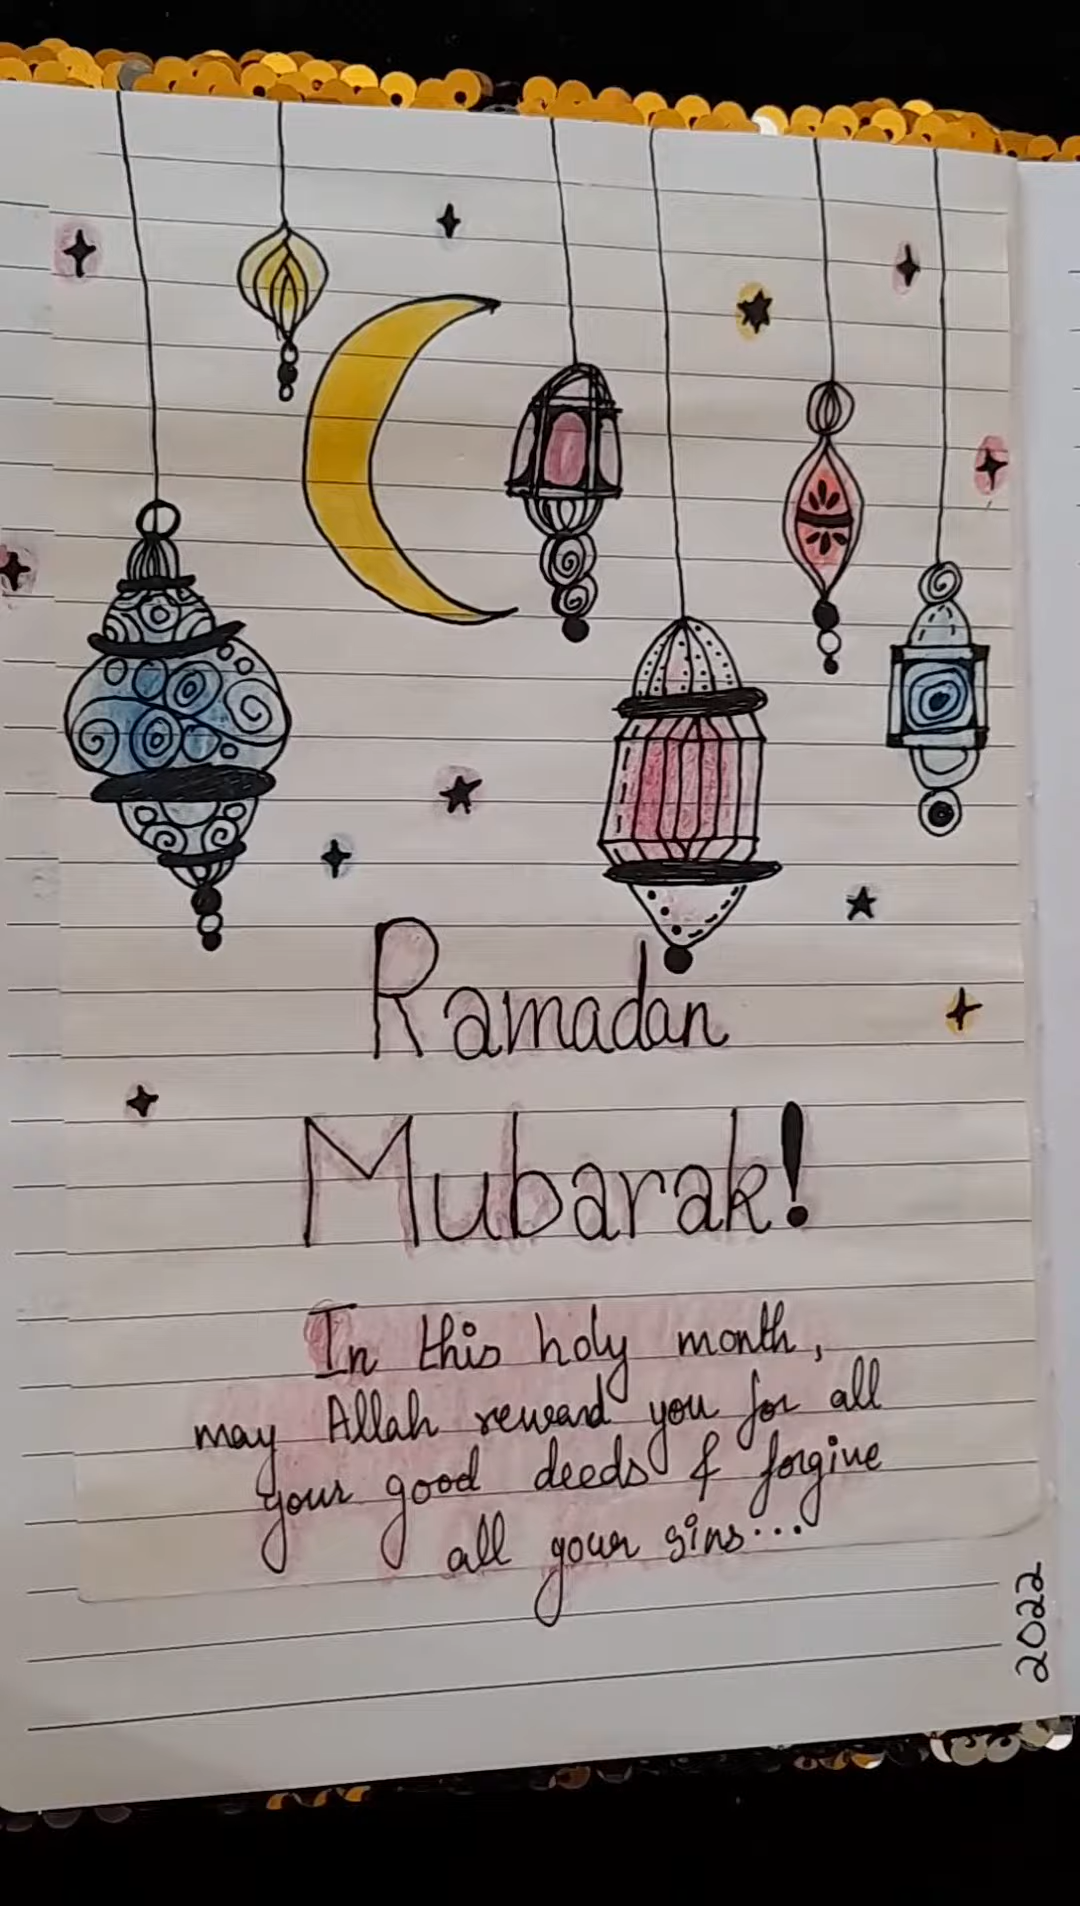 Ramadan
Mubarak!
In this holy month,
may Allah reward you for all
your good deeds & forgive
all your sins...
2022